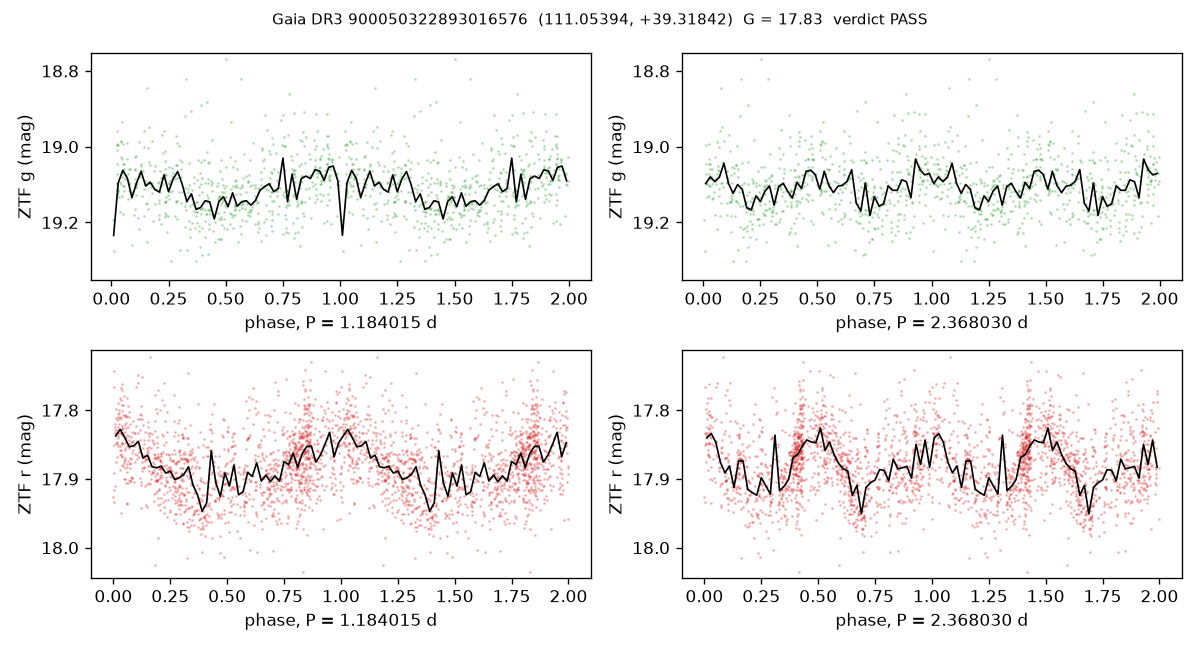 Gaia DR3 900050322893016576 (111.05394, +39.31842) G = 17.83 verdict PASS
ZTF g (mag)
18.8
19.0
19.2
0.00 0.25 0.50 0.75 1.00 1.25 1.50 1.75 2.00
phase, P = 1.184015 d
ZTF g (mag)
18.8
19.0
19.2
0.00 0.25 0.50 0.75 1.00 1.25 1.50 1.75 2.00
phase, P = 2.368030 d
ZTF r (mag)
17.8
17.9
18.0
0.00 0.25 0.50 0.75 1.00 1.25 1.50 1.75 2.00
phase, P = 1.184015 d
ZTF r (mag)
17.8
17.9
18.0
0.00 0.25 0.50 0.75 1.00 1.25 1.50 1.75 2.00
phase, P = 2.368030 d